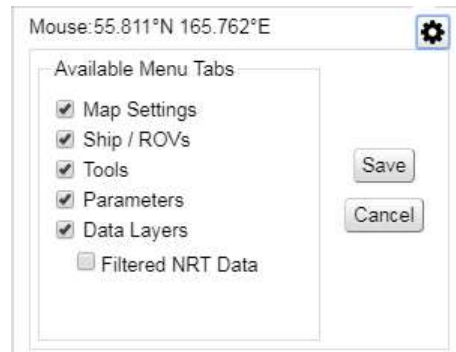 Mouse:55.811°N 165.762°E
Available Menu Tabs
Map Settings
Ship / ROVs
Tools
Parameters
Data Layers
Filtered NRT Data
Save
Cancel